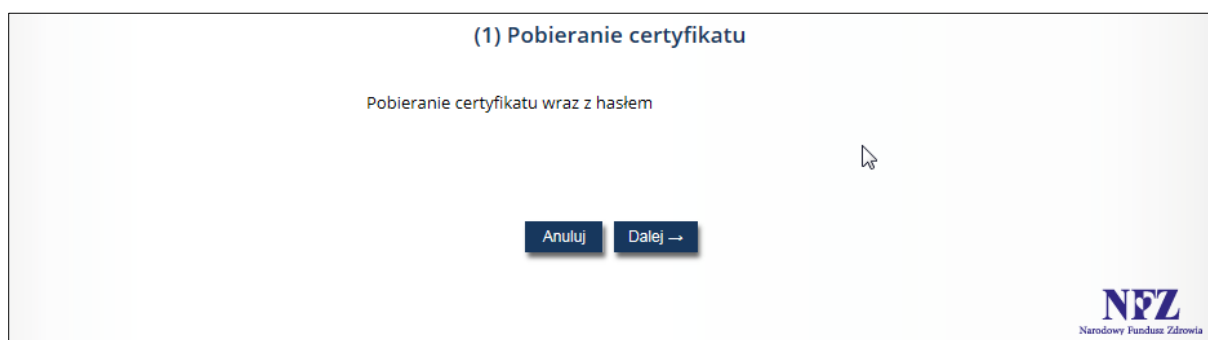 (1) Pobieranie certyfikatu
Pobieranie certyfikatu wraz z hasłem
Anuluj Dalej →
NFZ
Narodowy Fundusz Zdrowia